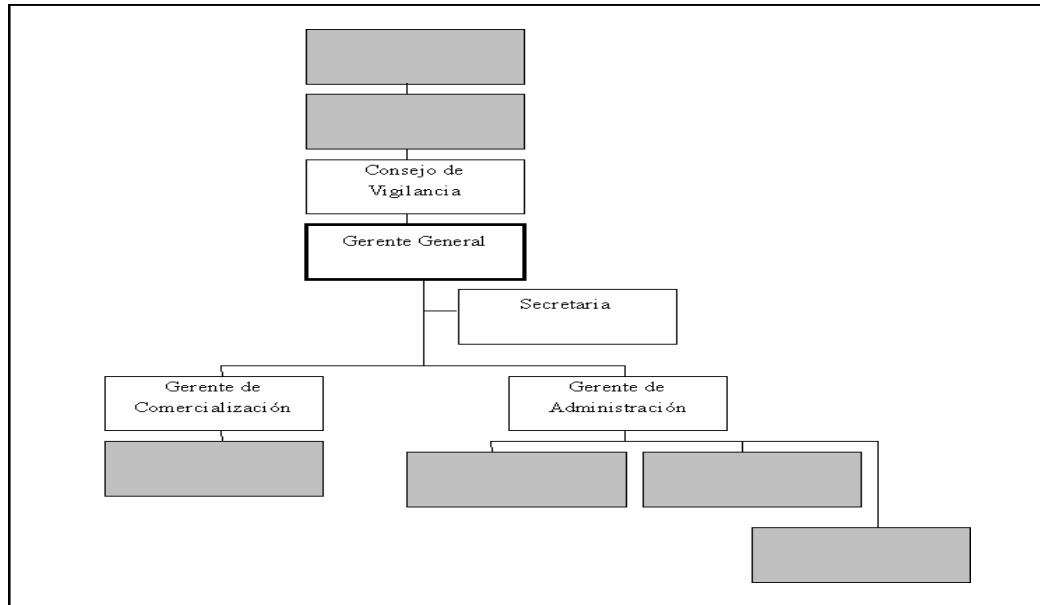 Consejo de
Vigilancia
Gerente General
Secretaria
Gerente de
Comercialización
Gerente de
Administración